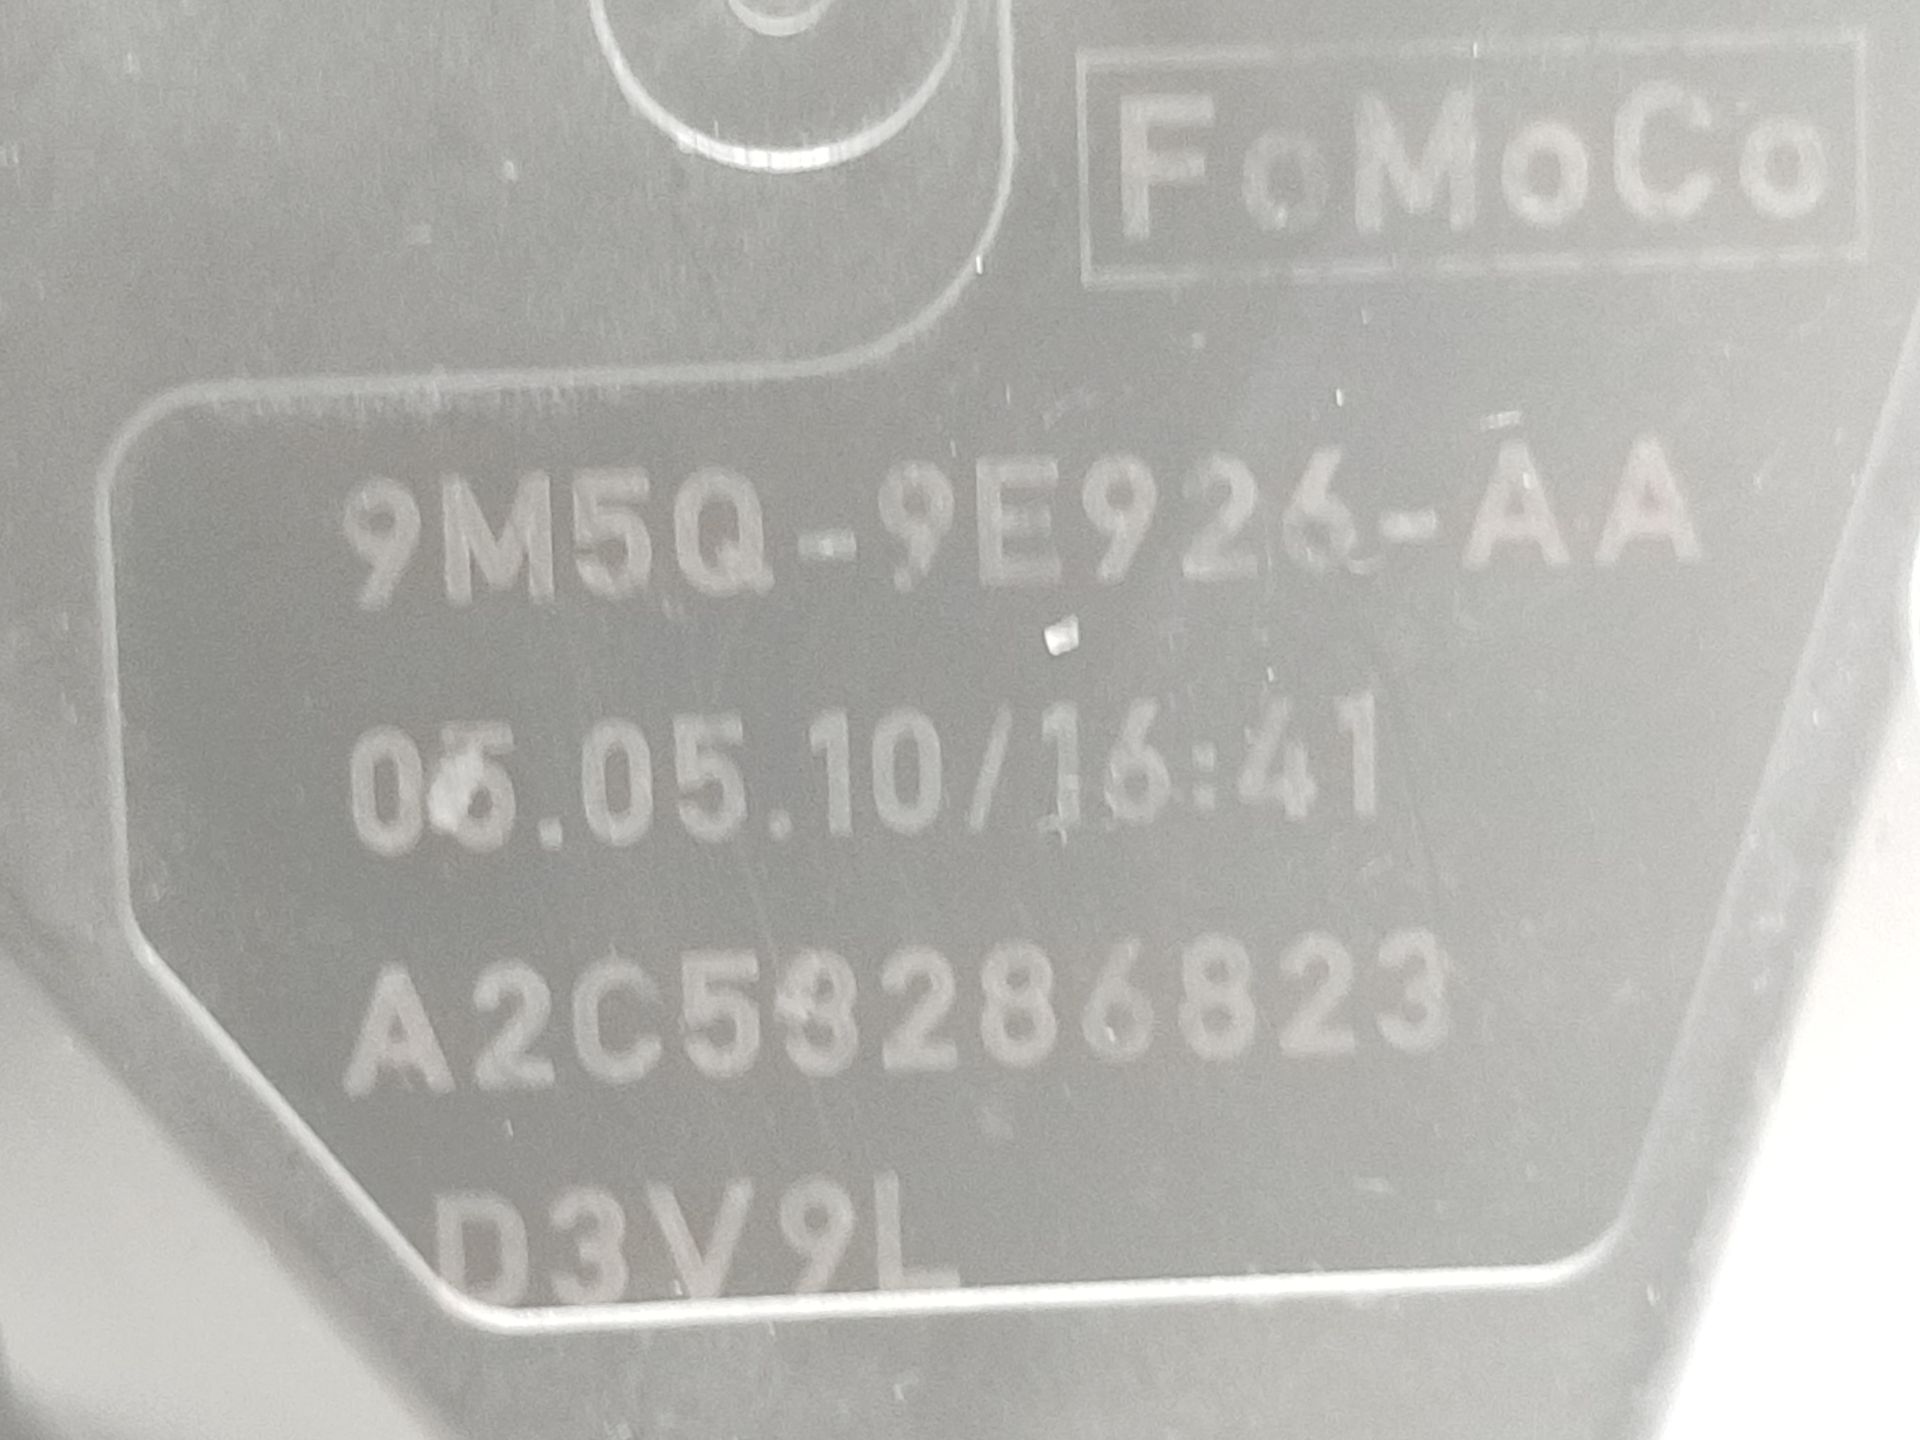 FoMoCo
9M5Q-9E926-AA
05.05.10/16:41
A2C53286823
D3V9L